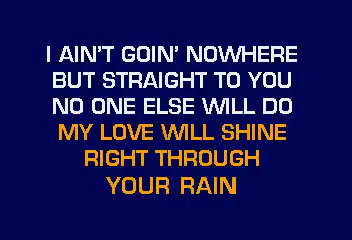 I AIN'T GOIN' NOWHERE
BUT STRAIGHT TO YOU
NO ONE ELSE WILL DO
MY LOVE WILL SHINE
RIGHT THROUGH
YOUR RAIN